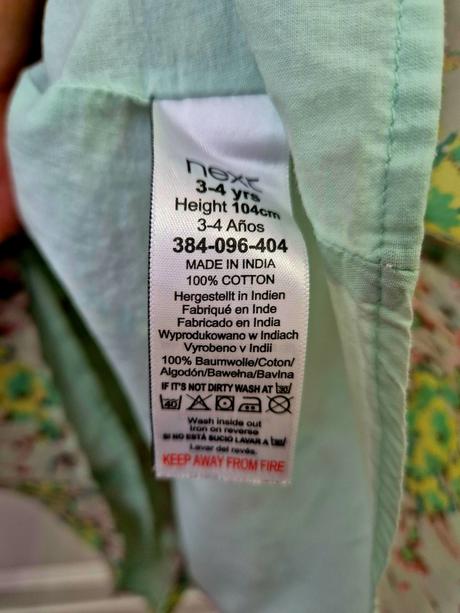 next
3-4 yrs
Height 104cm
3-4 Años
384-096-404
MADE IN INDIA
100% COTTON
Hergestellt in Indien
Fabriqué en Inde
Fabricado en India
Wyprodukowano w Indiach
Vyrobeno v Indii
100% Baumwolle/Coton/
Algodón/Bawełna/Bavlna
IF IT'S NOT DIRTY WASH AT 30
40
Wash inside out
Iron on reverse
SI NO ESTÁ SUCIO LAVAR A 30
Lavar del revés.
KEEP AWAY FROM FIRE